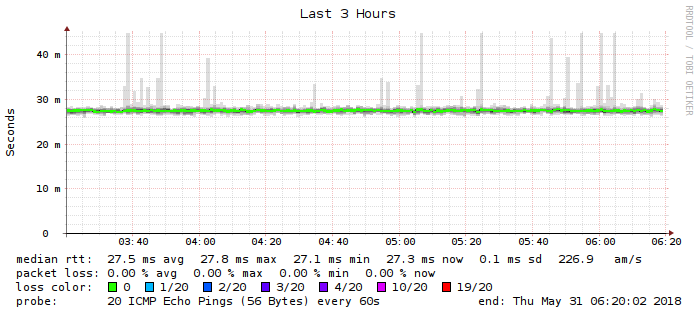 Last 3 Hours
RRDTOOL / TOBI OETIKER
Seconds
40 m
30 m
20 m
10 m
0
03:40 04:00 04:20 04:40 05:00 05:20 05:40 06:00 06:20
median rtt: 27.5 ms avg 27.8 ms max 27.1 ms min 27.3 ms now 0.1 ms sd 226.9 am/s
packet loss: 0.00 % avg 0.00 % max 0.00 % min 0.00 % now
loss color: 0 1/20 2/20 3/20 4/20 10/20 19/20
probe: 20 ICMP Echo Pings (56 Bytes) every 60s end: Thu May 31 06:20:02 2018